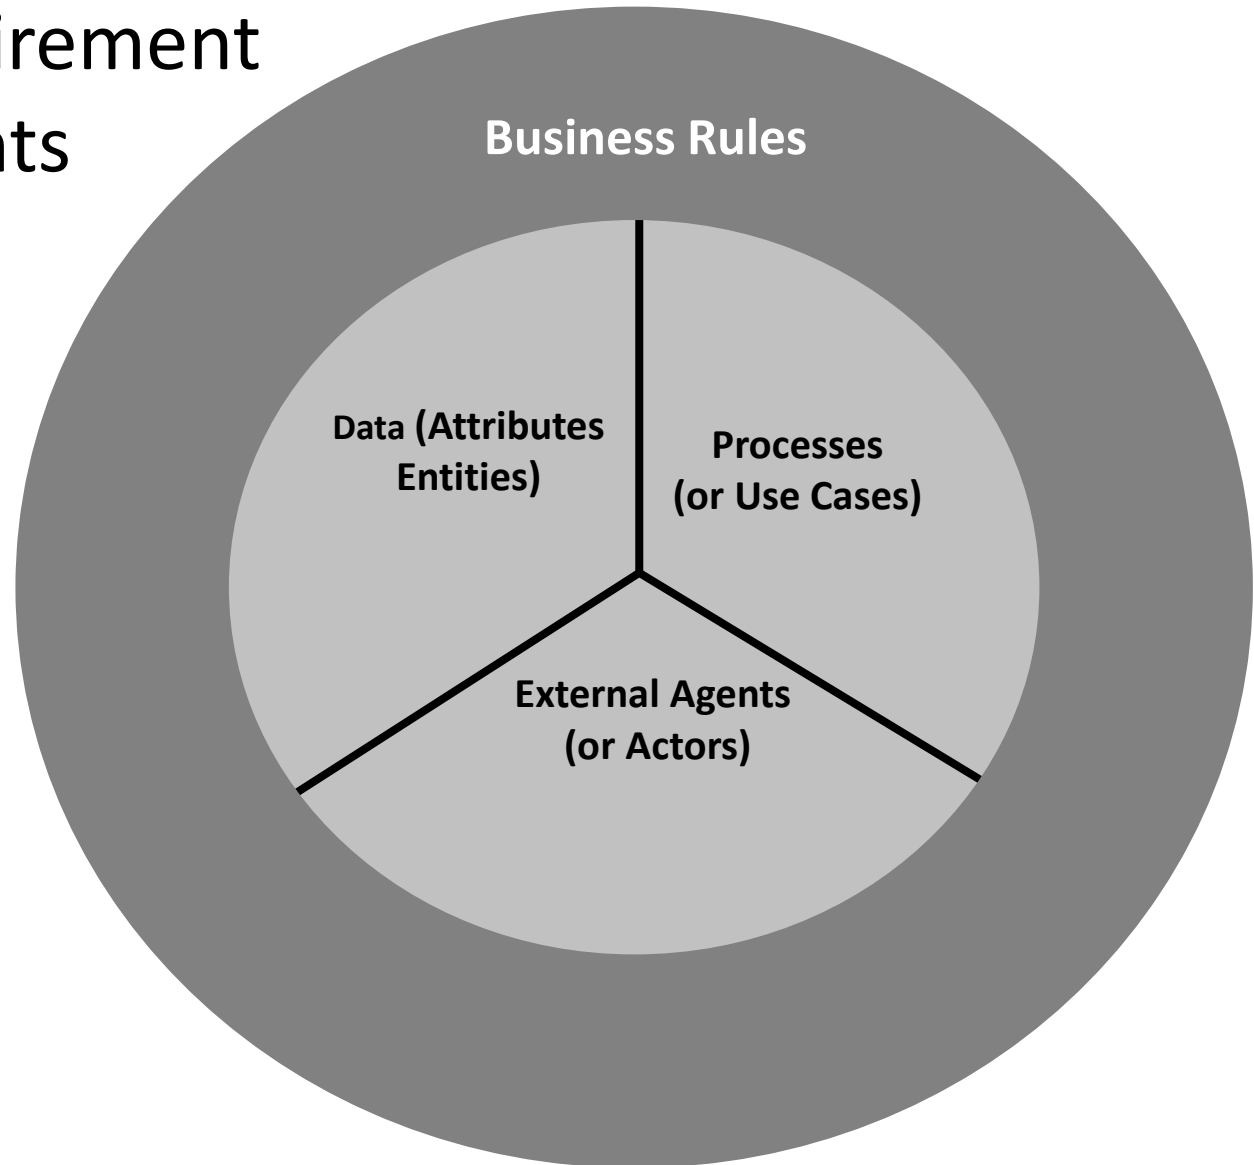 irement
nts
Business Rules
Data (Attributes
Entities)
Processes
(or Use Cases)
External Agents
(or Actors)